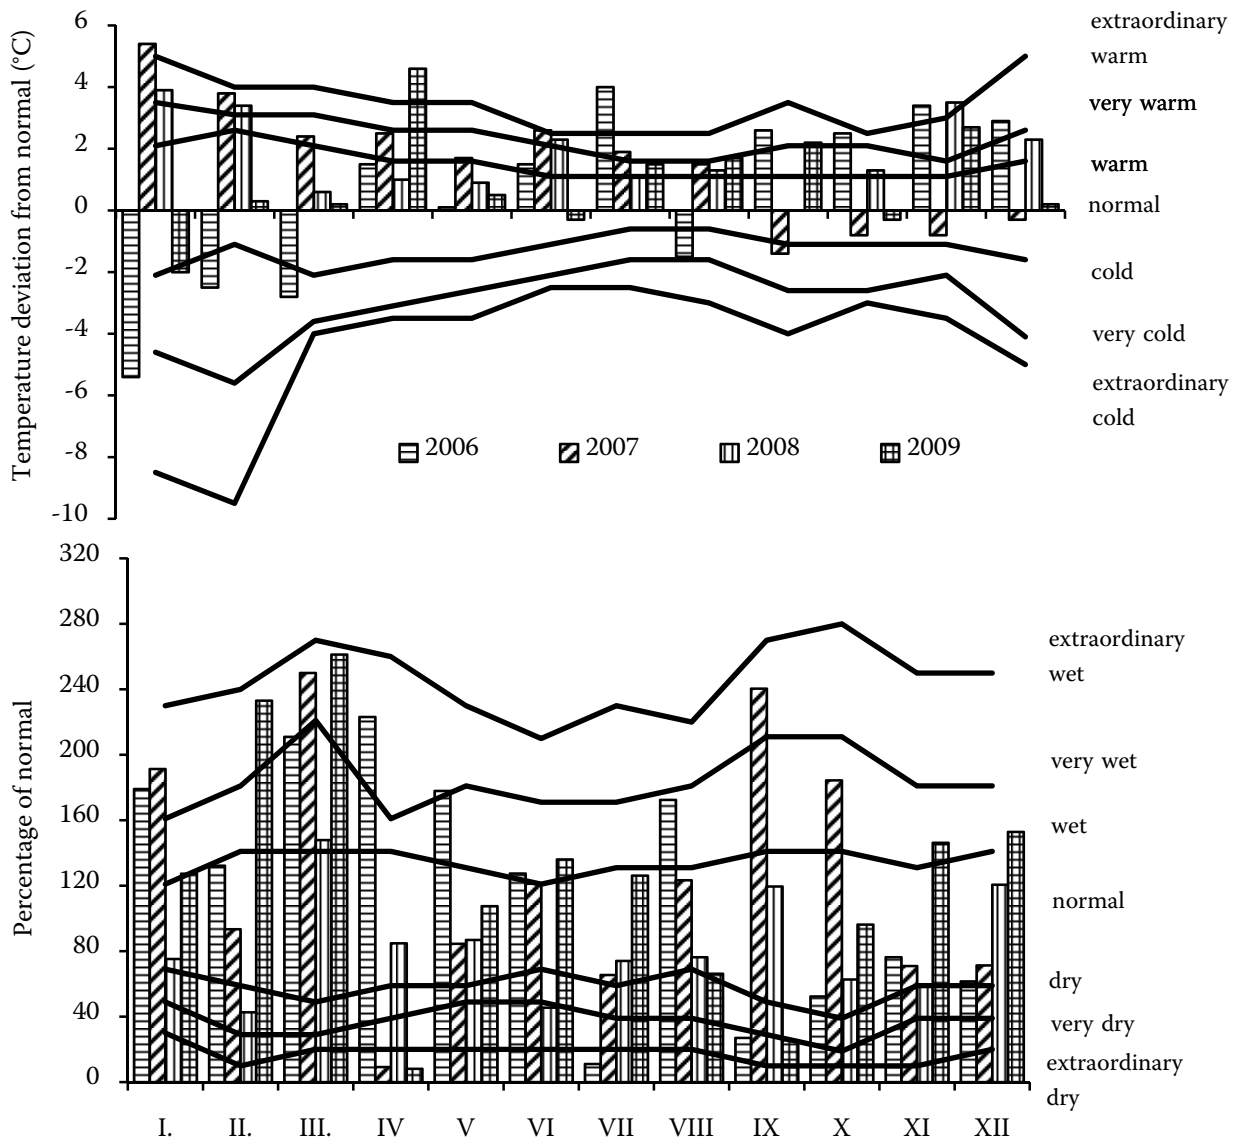 Temperature deviation from normal (°C)
6
4
2
0
-2
-4
-6
-8
-10
extraordinary
warm
very warm
warm
normal
cold
very cold
extraordinary
cold
2006 2007 2008 2009
Percentage of normal
320
280
240
200
160
120
80
40
0
extraordinary
wet
very wet
wet
normal
dry
very dry
extraordinary
dry
I. II. III. IV V VI VII VIII IX X XI XII